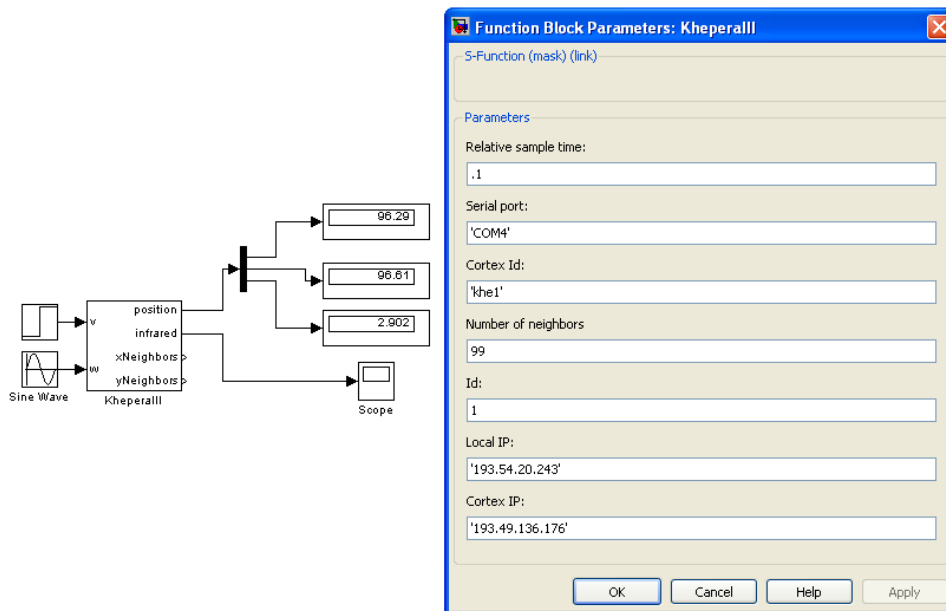 96.29
96.61
2.902
position
infrared
xNeighbors
yNeighbors
v
w
KheperaIII
Sine Wave
Scope
Function Block Parameters: KheperaIII
S-Function (mask) (link)
Parameters
Relative sample time:
.1
Serial port:
'COM4'
Cortex Id:
'khe1'
Number of neighbors
99
Id:
1
Local IP:
'193.54.20.243'
Cortex IP:
'193.49.136.176'
OK
Cancel
Help
Apply